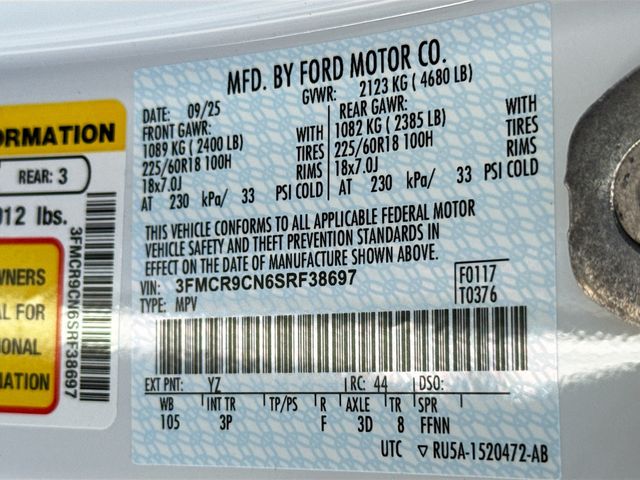 MFD. BY FORD MOTOR CO.
DATE: 09/25
GVWR: 2123 KG ( 4680 LB)
FRONT GAWR:
1089 KG ( 2400 LB)
225/60R18 100H
18x7.0J
AT 230 kPa/ 33
WITH
TIRES
RIMS
PSI COLD
REAR GAWR:
1082 KG ( 2385 LB)
225/60R18 100H
18x7.0J
AT 230 kPa/ 33
WITH
TIRES
RIMS
PSI COLD
THIS VEHICLE CONFORMS TO ALL APPLICABLE FEDERAL MOTOR
VEHICLE SAFETY AND THEFT PREVENTION STANDARDS IN
EFFECT ON THE DATE OF MANUFACTURE SHOWN ABOVE.
VIN: 3FMCR9CN6SRF38697
TYPE: MPV
F0117
T0376
EXT PNT: YZ RC: 44 DSO:
WB INT TR TP/PS R AXLE TR SPR
105 3P F 3D 8 FFNN
UTC ▽ RU5A-1520472-AB
ORMATION
REAR: 3
912 lbs.
3FMCR9CN6SRF38697
WNERS
AL FOR
IONAL
MATION